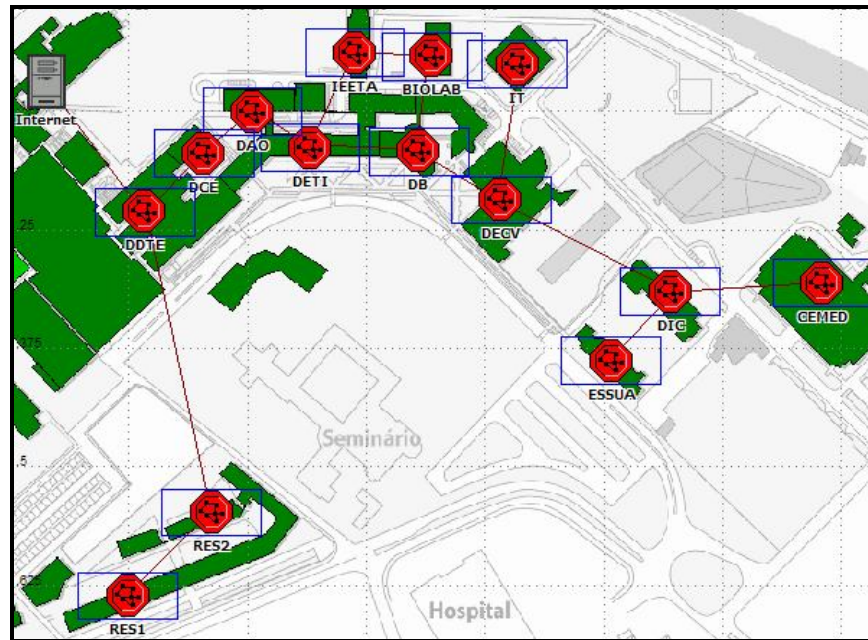 IEETA
BIOLAB
IT
Internet
DAO
DCE
DETI
DB
DECV
DDTE
.25
DIC
CEMED
.375
ESSUA
Seminário
.5
RES2
.625
RES1
Hospital